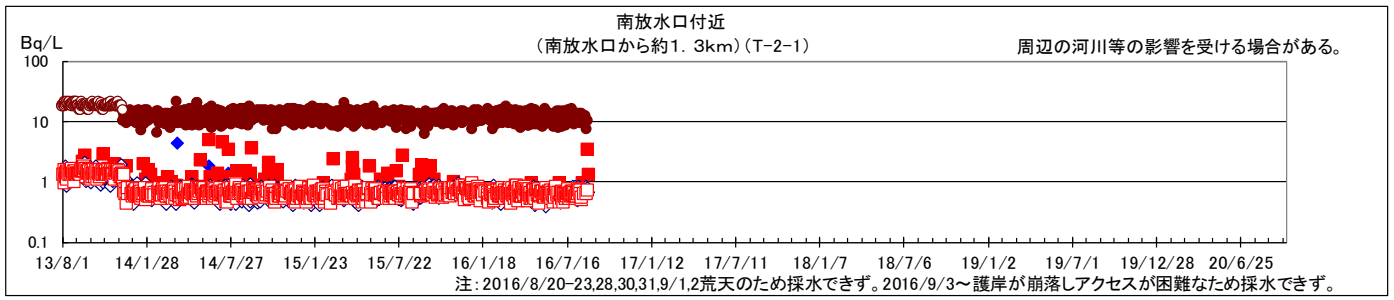 南放水口付近
Bq/L
（南放水口から約1．3km）（T-2-1）
周辺の河川等の影響を受ける場合がある。
100
10
1
0.1
13/8/1 14/1/28 14/7/27 15/1/23 15/7/22 16/1/18 16/7/16 17/1/12 17/7/11 18/1/7 18/7/6 19/1/2 19/7/1 19/12/28 20/6/25
注：2016/8/20-23,28,30,31,9/1,2荒天のため採水できず。2016/9/3～護岸が崩落しアクセスが困難なため採水できず。